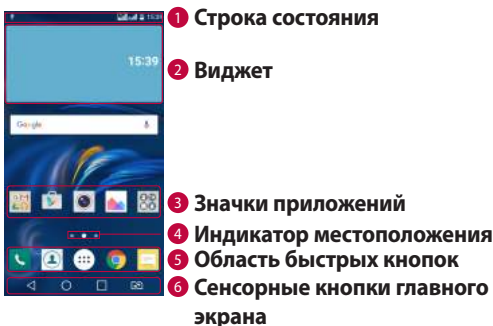 15:39
1 Строка состояния
15:39
2 Виджет
Google
3 Значки приложений
4 Индикатор местоположения
5 Область быстрых кнопок
6 Сенсорные кнопки главного
экрана